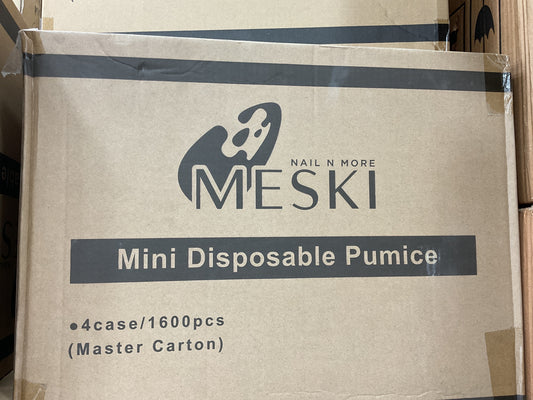 NAIL N MORE
MESKI
Mini Disposable Pumice
●4case/1600pcs
(Master Carton)